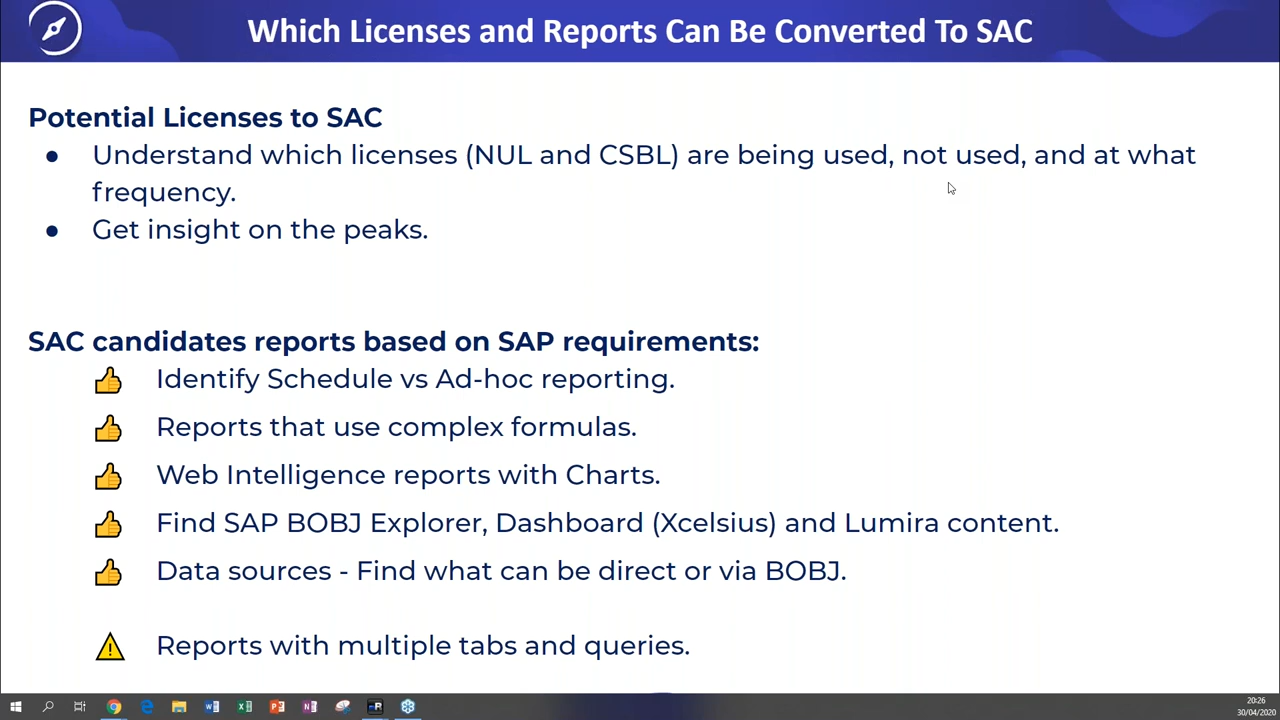 Which Licenses and Reports Can Be Converted To SAC
Potential Licenses to SAC
● Understand which licenses (NUL and CSBL) are being used, not used, and at what
frequency.
● Get insight on the peaks.
SAC candidates reports based on SAP requirements:
Identify Schedule vs Ad-hoc reporting.
Reports that use complex formulas.
Web Intelligence reports with Charts.
Find SAP BOBJ Explorer, Dashboard (Xcelsius) and Lumira content.
Data sources - Find what can be direct or via BOBJ.
Reports with multiple tabs and queries.
20:26
30/04/2020